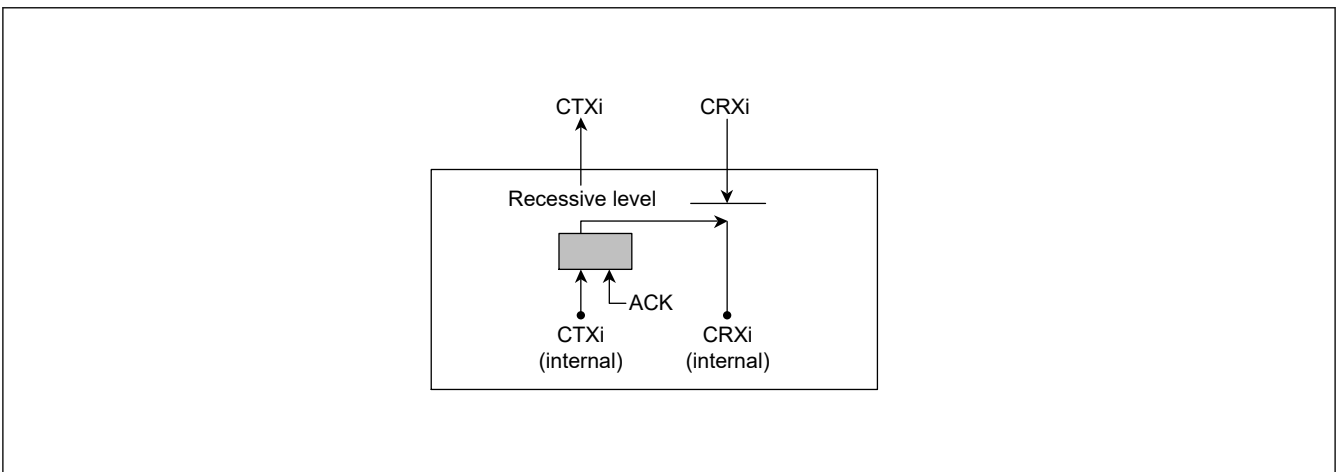 CTXi
CRXi
Recessive level
ACK
CTXi
(internal)
CRXi
(internal)